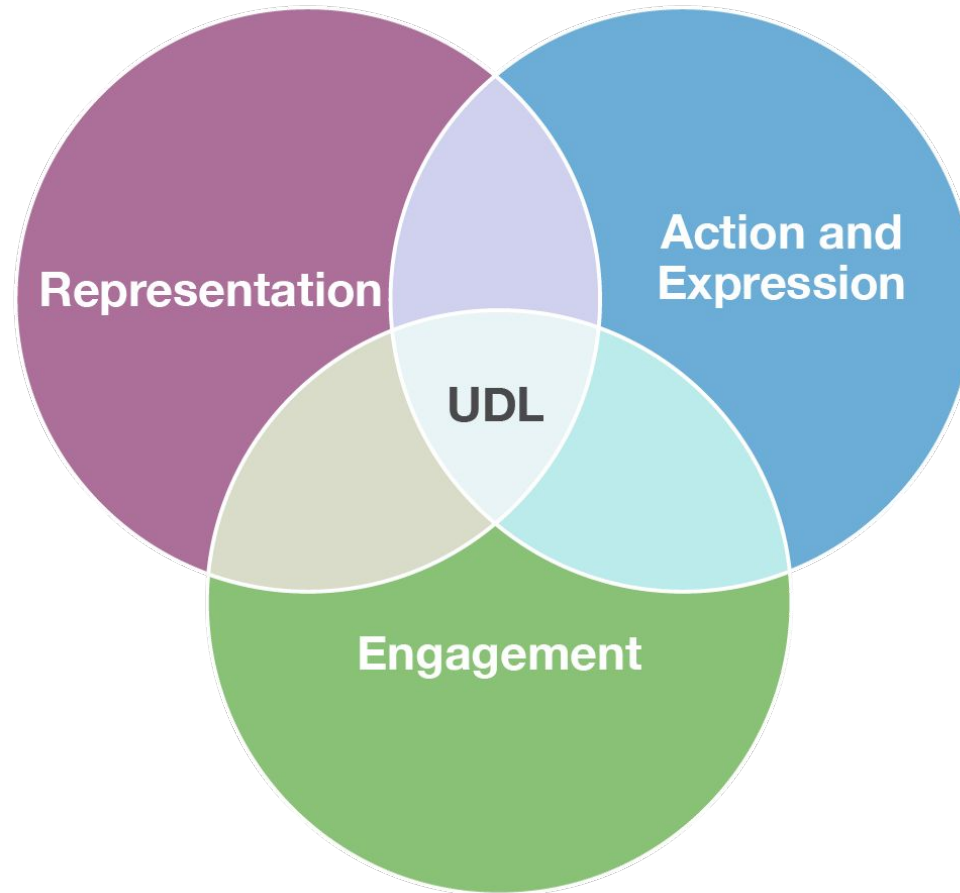 Representation
Action and
Expression
UDL
Engagement